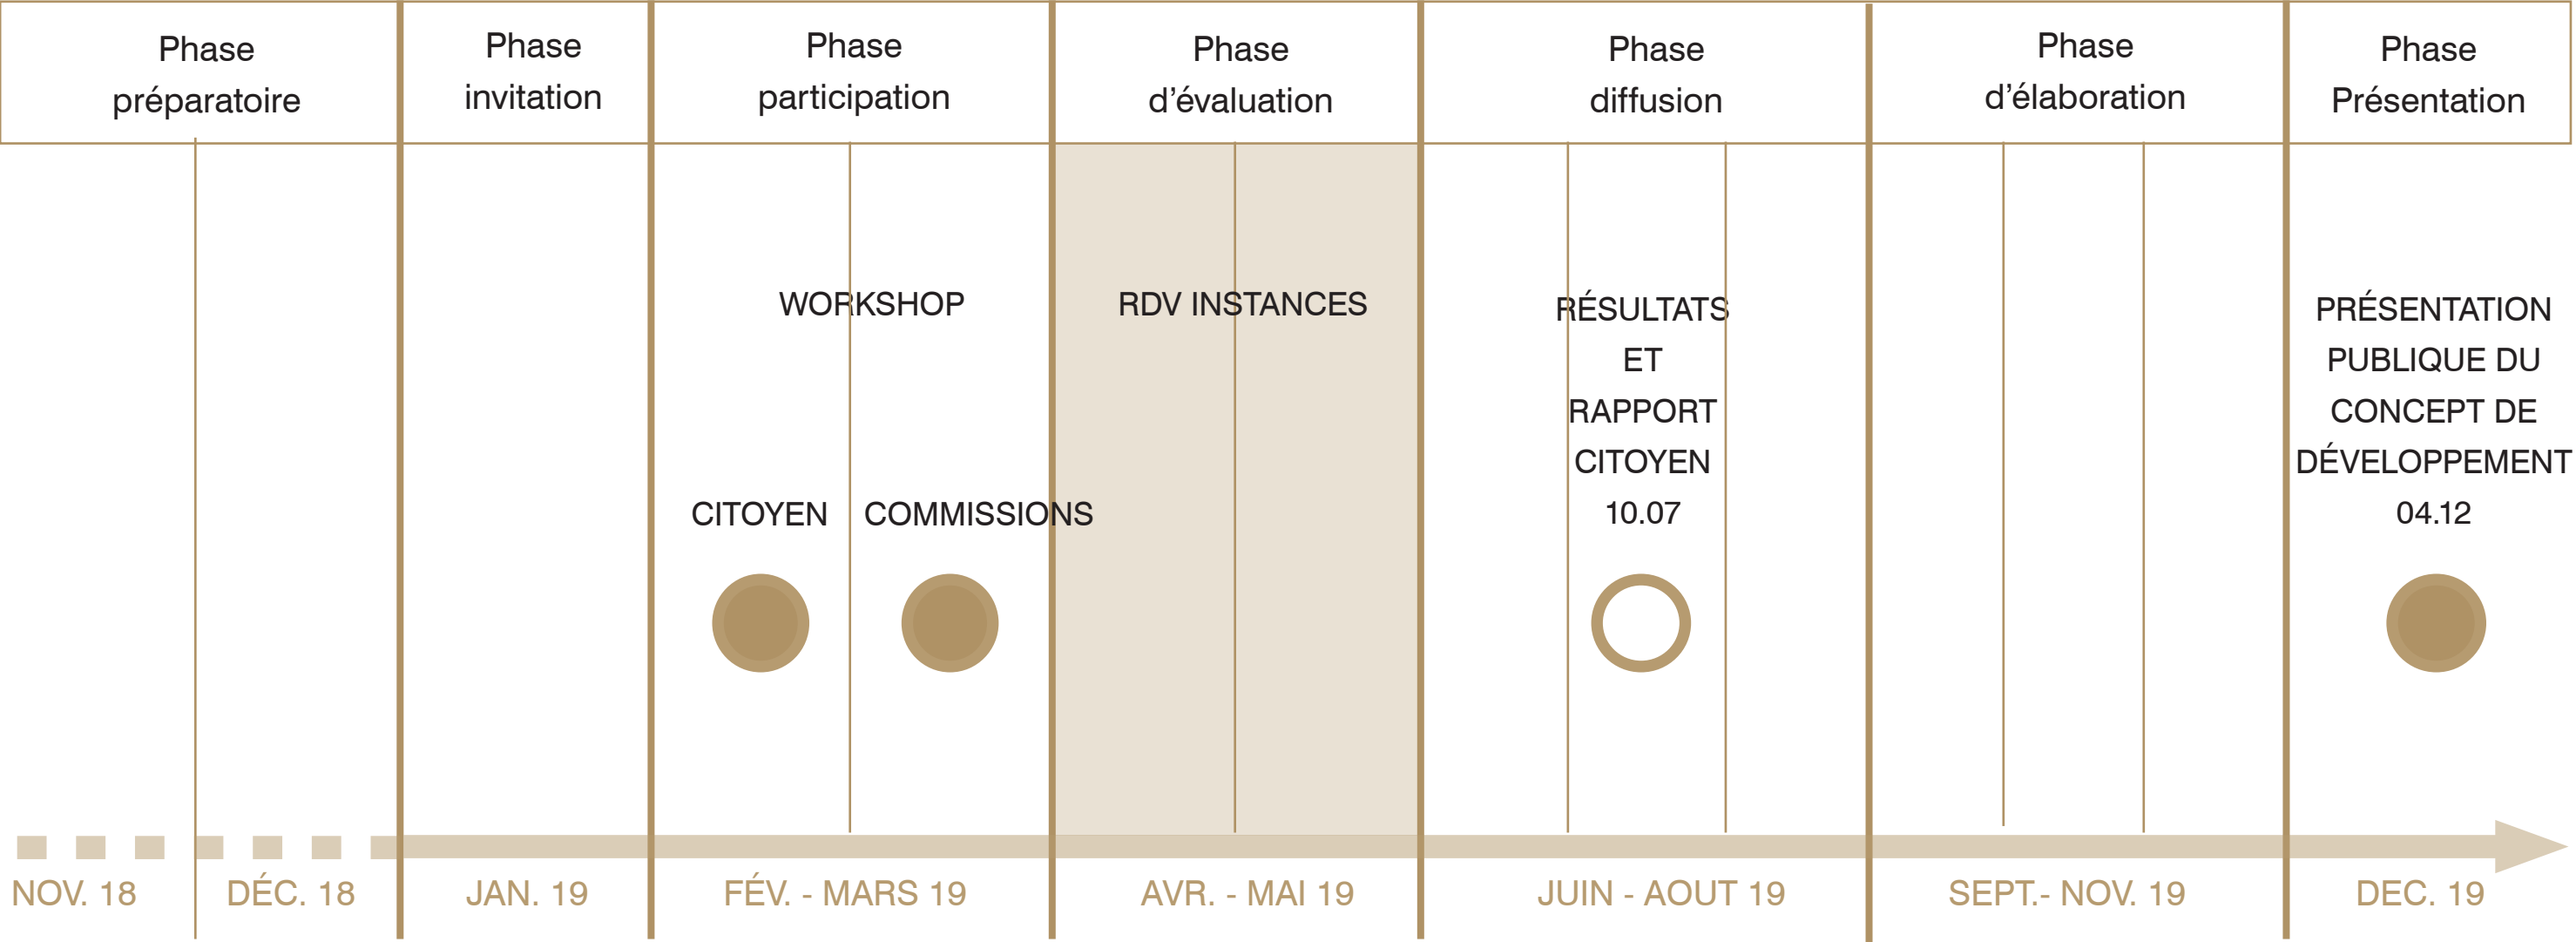 Phase
préparatoire
Phase
invitation
Phase
participation
Phase
d’évaluation
Phase
diffusion
Phase
d’élaboration
Phase
Présentation
WORKSHOP
CITOYEN
COMMISSIONS
RDV INSTANCES
RÉSULTATS
ET
RAPPORT
CITOYEN
10.07
PRÉSENTATION
PUBLIQUE DU
CONCEPT DE
DÉVELOPPEMENT
04.12
NOV. 18
DÉC. 18
JAN. 19
FÉV. - MARS 19
AVR. - MAI 19
JUIN - AOUT 19
SEPT.- NOV. 19
DEC. 19